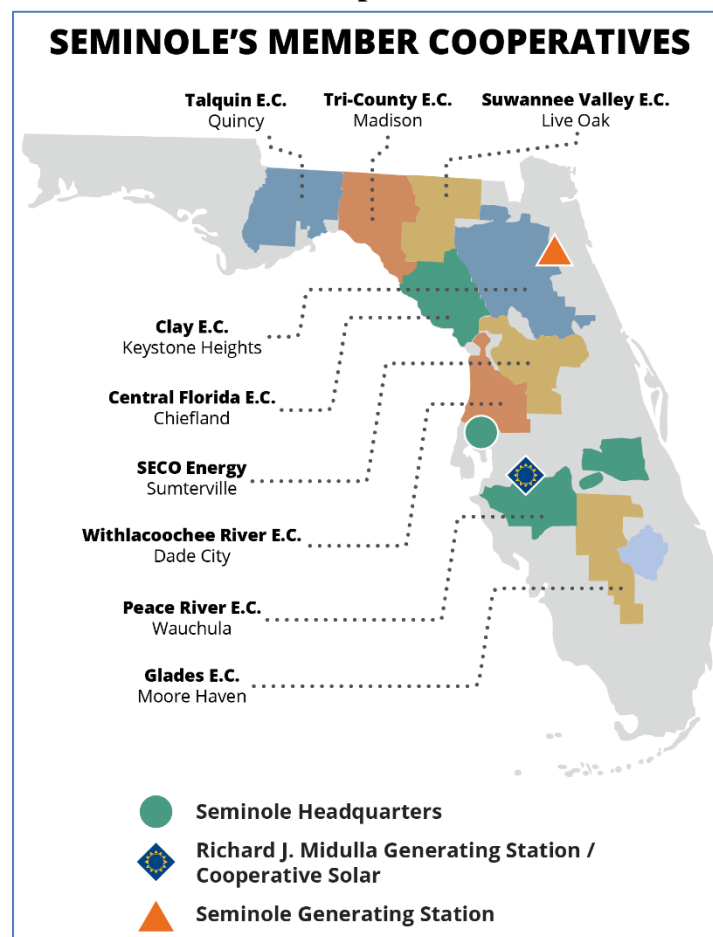 SEMINOLE'S MEMBER COOPERATIVES
Talquin E.C.
Quincy
Tri-County E.C.
Madison
Suwannee Valley E.C.
Live Oak
Clay E.C.
Keystone Heights
Central Florida E.C.
Chiefland
SECO Energy
Sumterville
Withlacoochee River E.C.
Dade City
Peace River E.C.
Wauchula
Glades E.C.
Moore Haven
Seminole Headquarters
Richard J. Midulla Generating Station /
Cooperative Solar
Seminole Generating Station